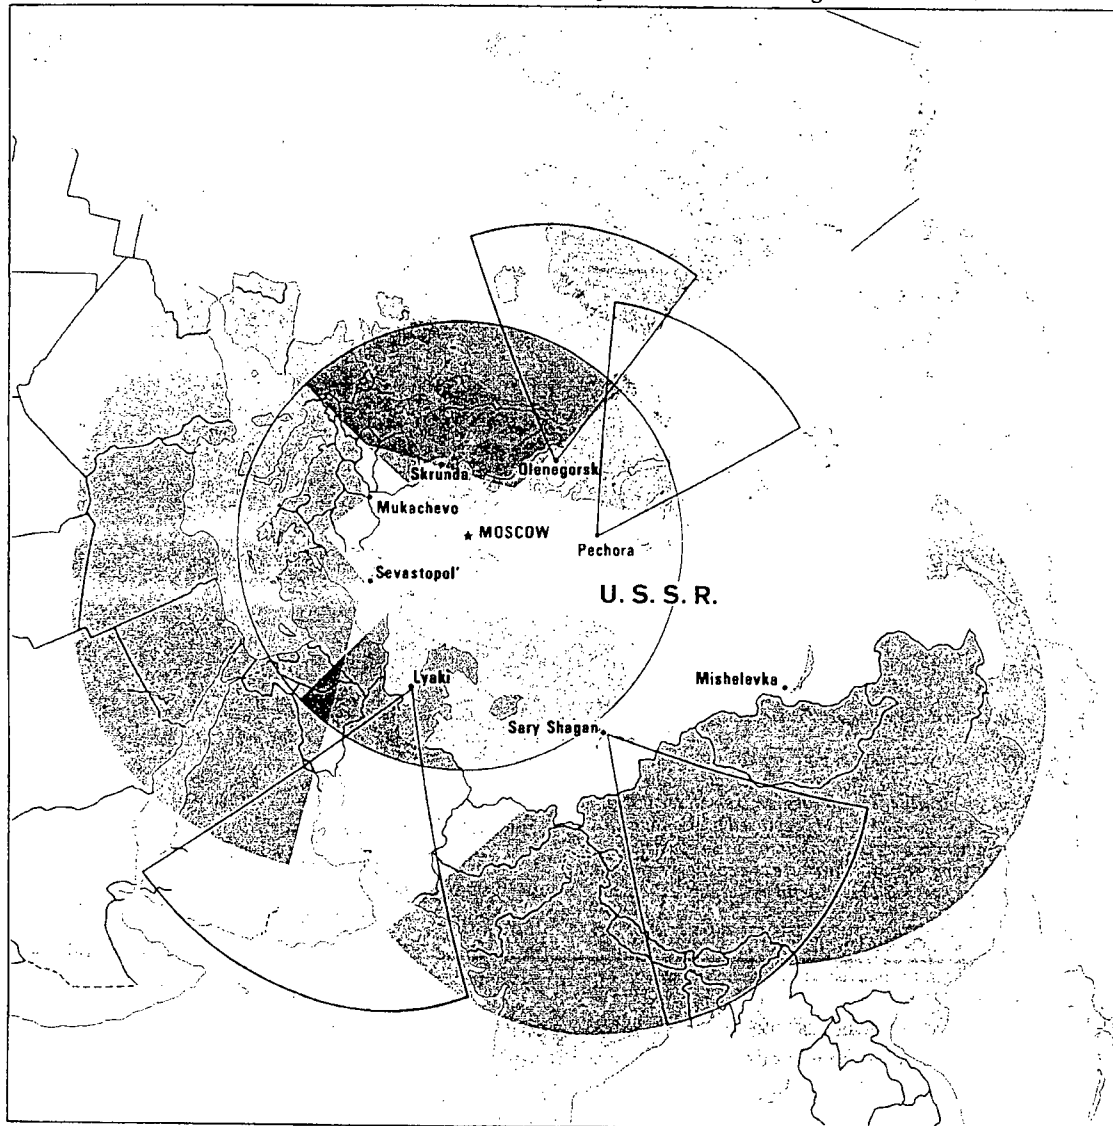 Skrunda
Olenegorsk
Mukachevo
MOSCOW
Pechora
Sevastopol'
U. S. S. R.
Lyaki
Mishelevka
Sary Shagan